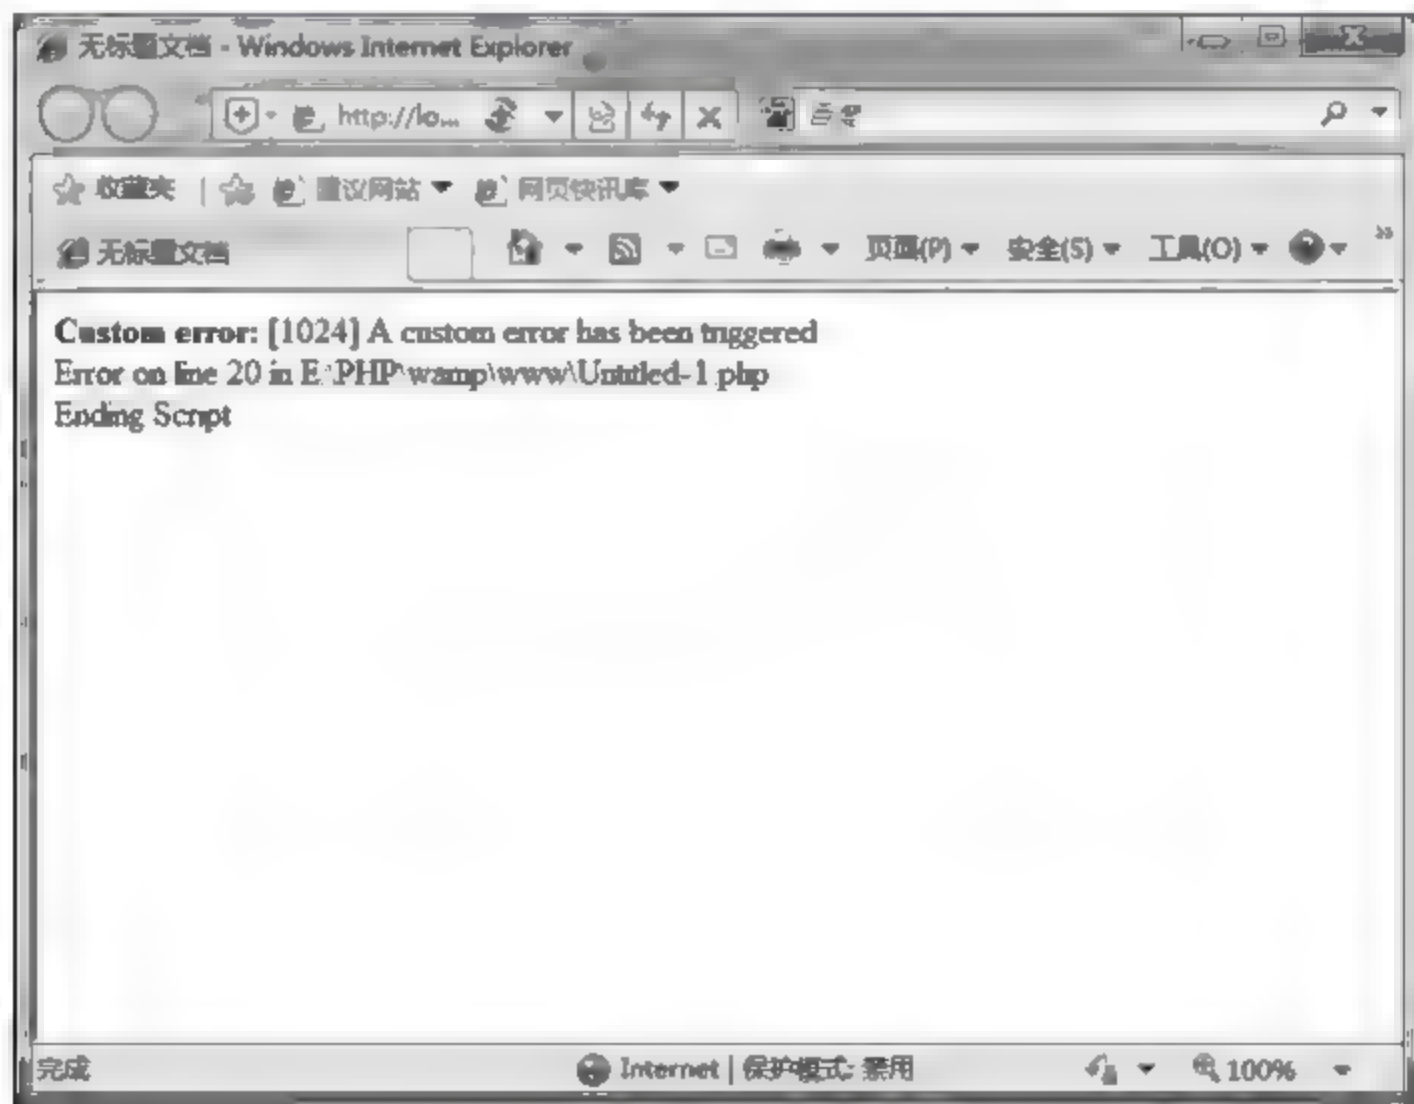 无标题文档 - Windows Internet Explorer
http://lo...
收藏夹 | 建议网站 网页快讯库
无标题文档 页面(P) 安全(S) 工具(O) »
Custom error: [1024] A custom error has been triggered
Error on line 20 in E:\PHP\wamp\www\Untitled-1.php
Ending Script
完成 Internet | 保护模式: 禁用 100%